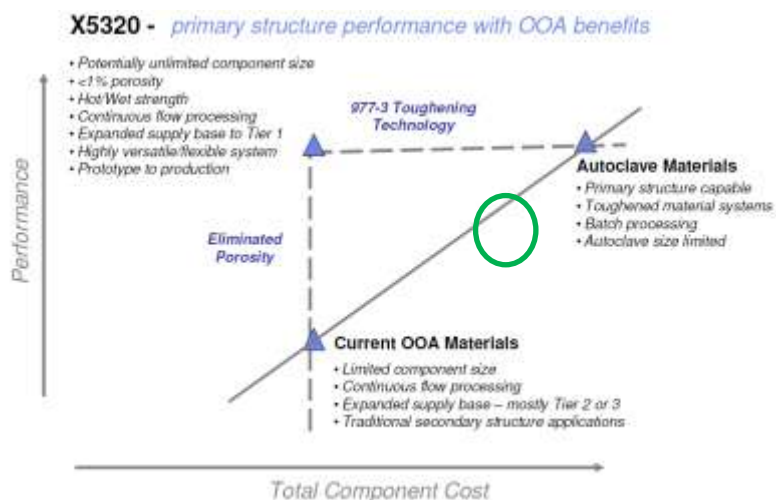 X5320 - primary structure performance with OOA benefits
• Potentially unlimited component size
• <1% porosity
• Hot/Wet strength
• Continuous flow processing
• Expanded supply base to Tier 1
• Highly versatile/flexible system
• Prototype to production
977-3 Toughening
Technology
Autoclave Materials
• Primary structure capable
• Toughened material systems
• Batch processing
• Autoclave size limited
Performance
Eliminated
Porosity
Current OOA Materials
• Limited component size
• Continuous flow processing
• Expanded supply base – mostly Tier 2 or 3
• Traditional secondary structure applications
Total Component Cost